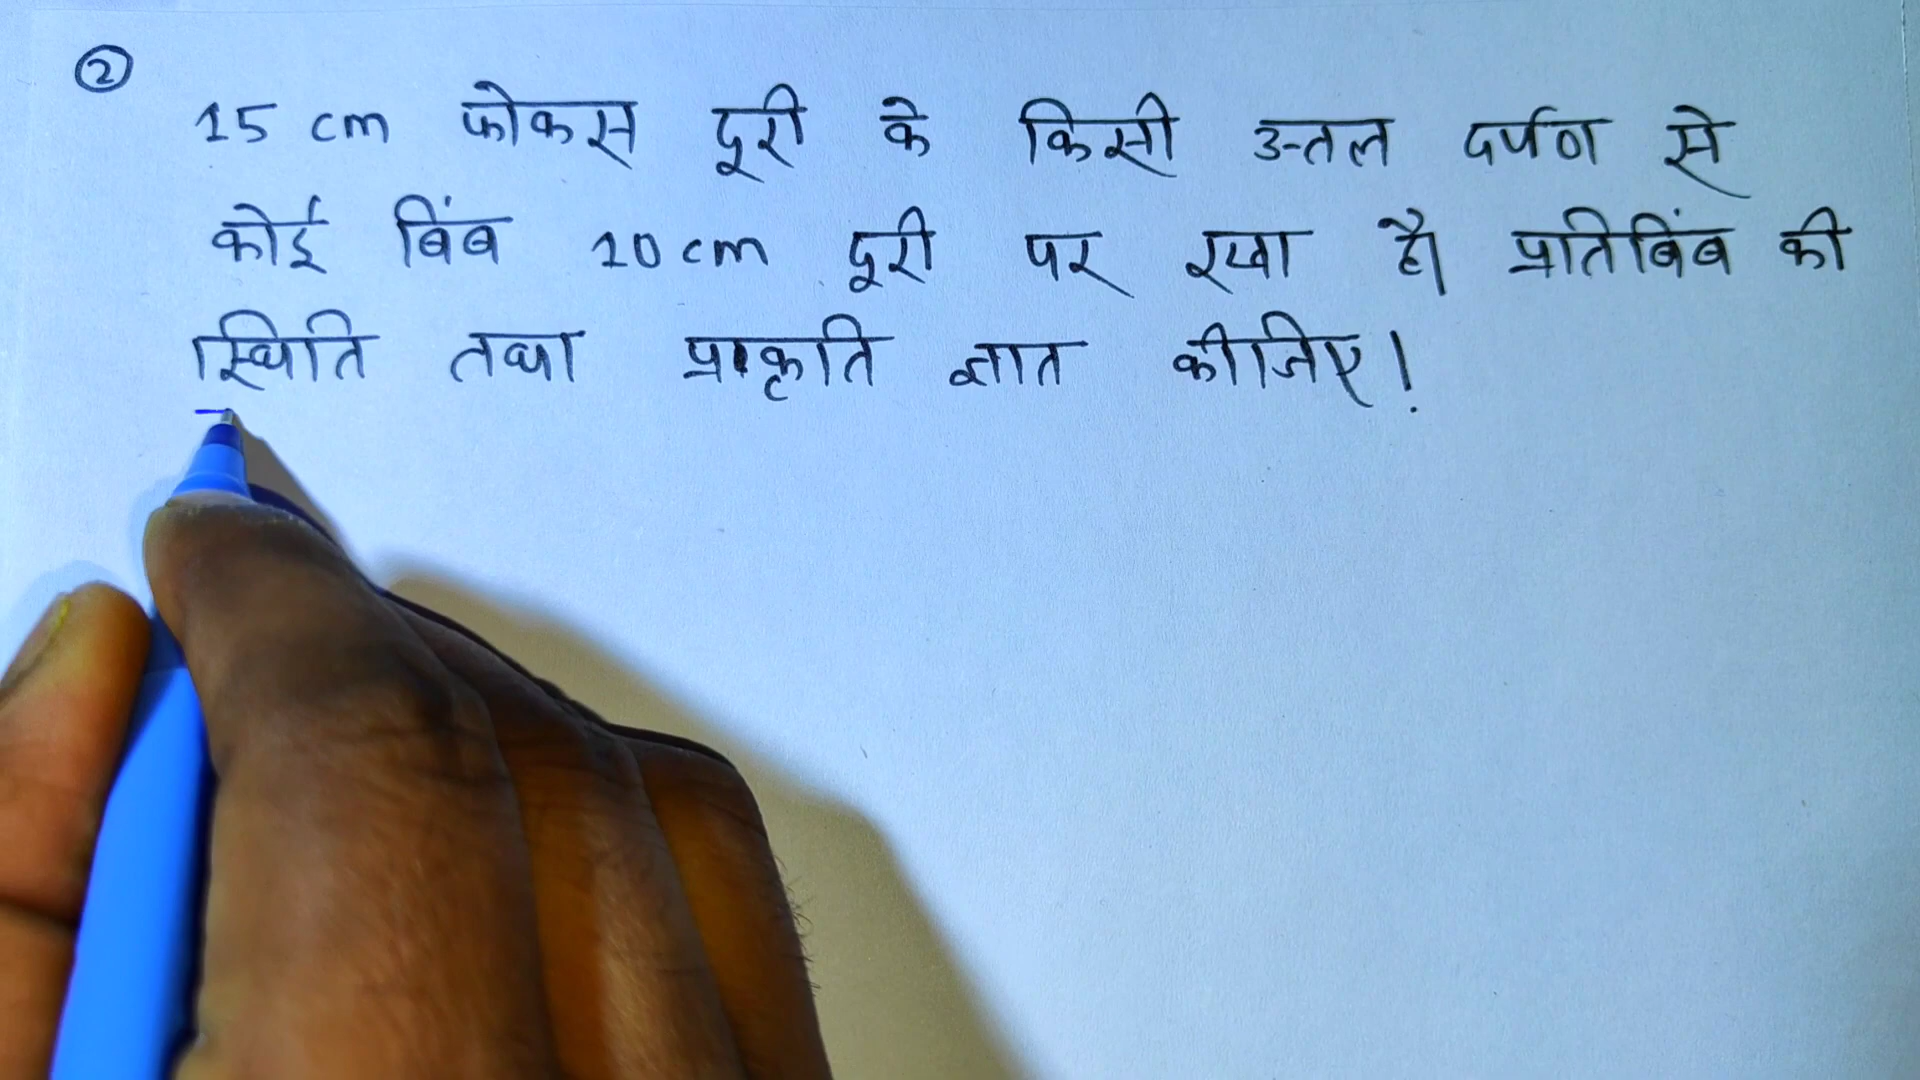 ②
15 cm फोकस दूरी के किसी उत्तल दर्पण से
कोई बिंब 10 cm दूरी पर रखा है। प्रतिबिंब की
स्थिति तथा प्रकृति ज्ञात कीजिए!